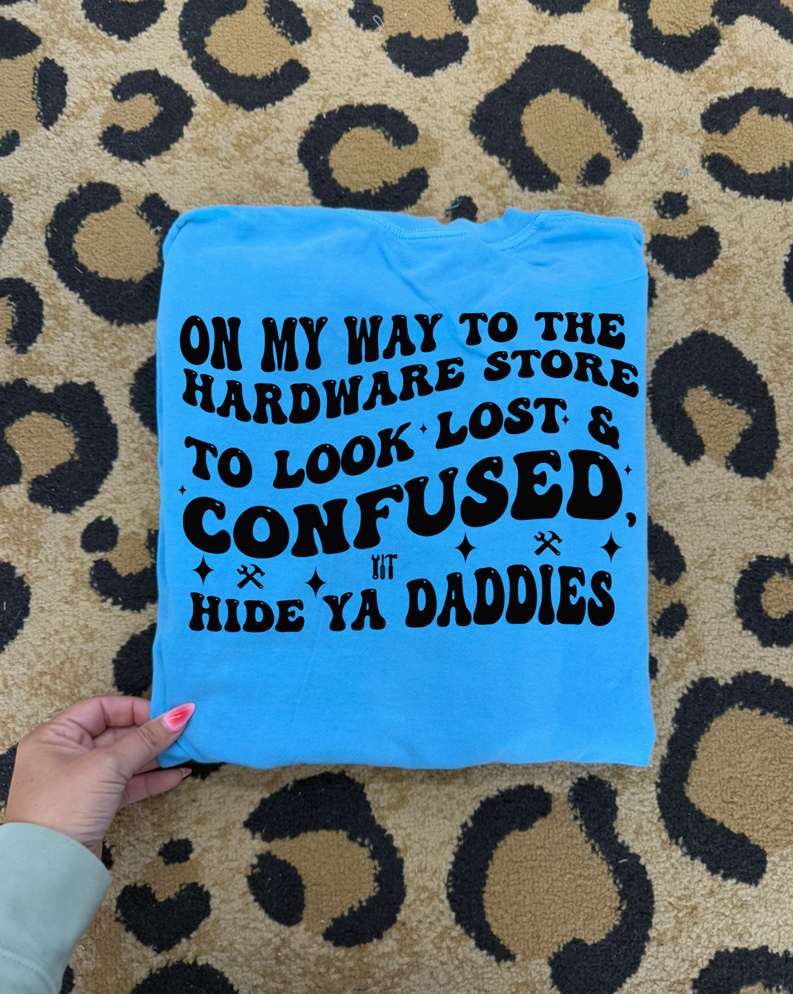 ON MY WAY TO THE
HARDWARE STORE
TO LOOK LOST &
CONFUSED,
HIDE YA DADDIES